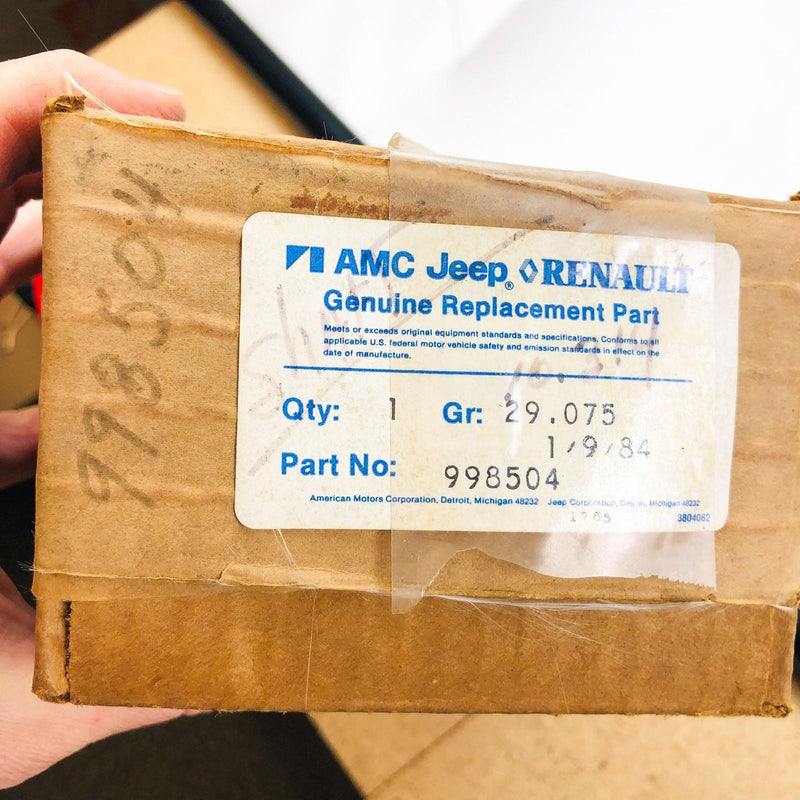 998504
AMC Jeep® RENAULT
Genuine Replacement Part
Meets or exceeds original equipment standards and specifications. Conforms to all
applicable U.S. federal motor vehicle safety and emission standards in effect on the
date of manufacture.
Qty: 1 Gr: 29.075
1/9/84
Part No: 998504
American Motors Corporation, Detroit, Michigan 48232 Jeep Corporation, Detroit, Michigan 48232
1985 3804062